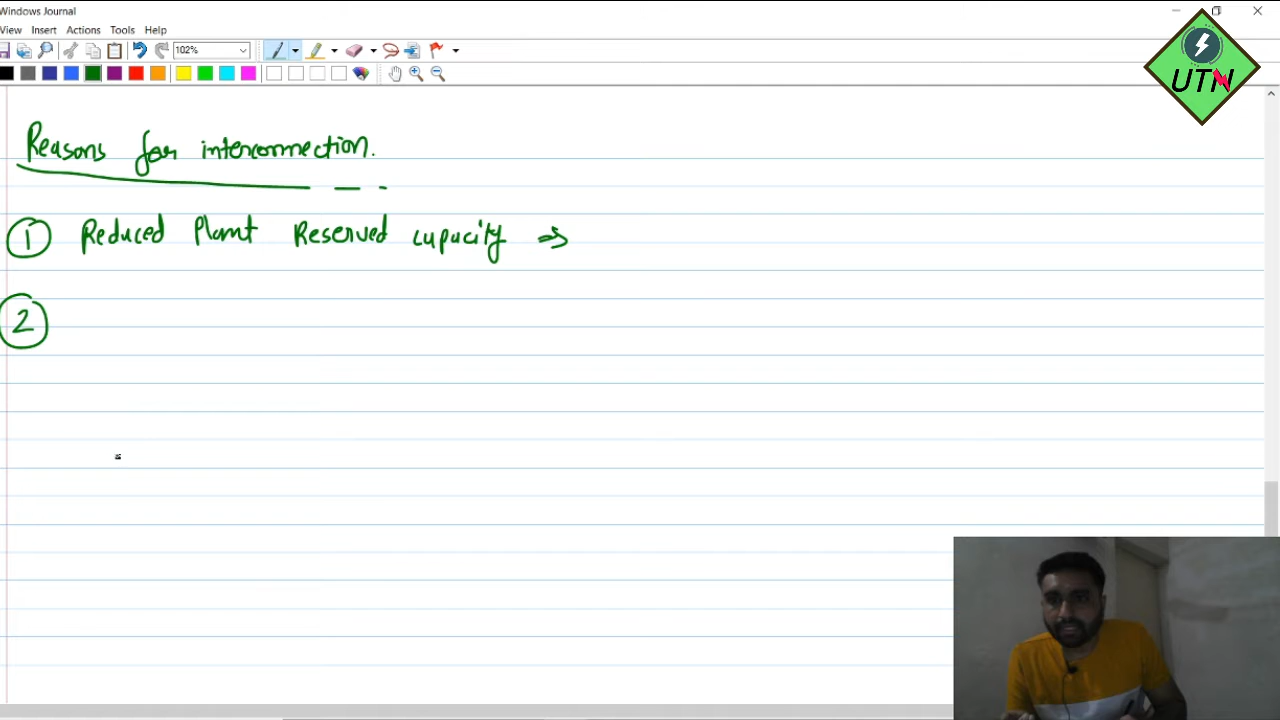 Windows Journal
View Insert Actions Tools Help
102%
UTN
Reasons for interconnection.
1 Reduced Plant Reserved capacity ⇒
2